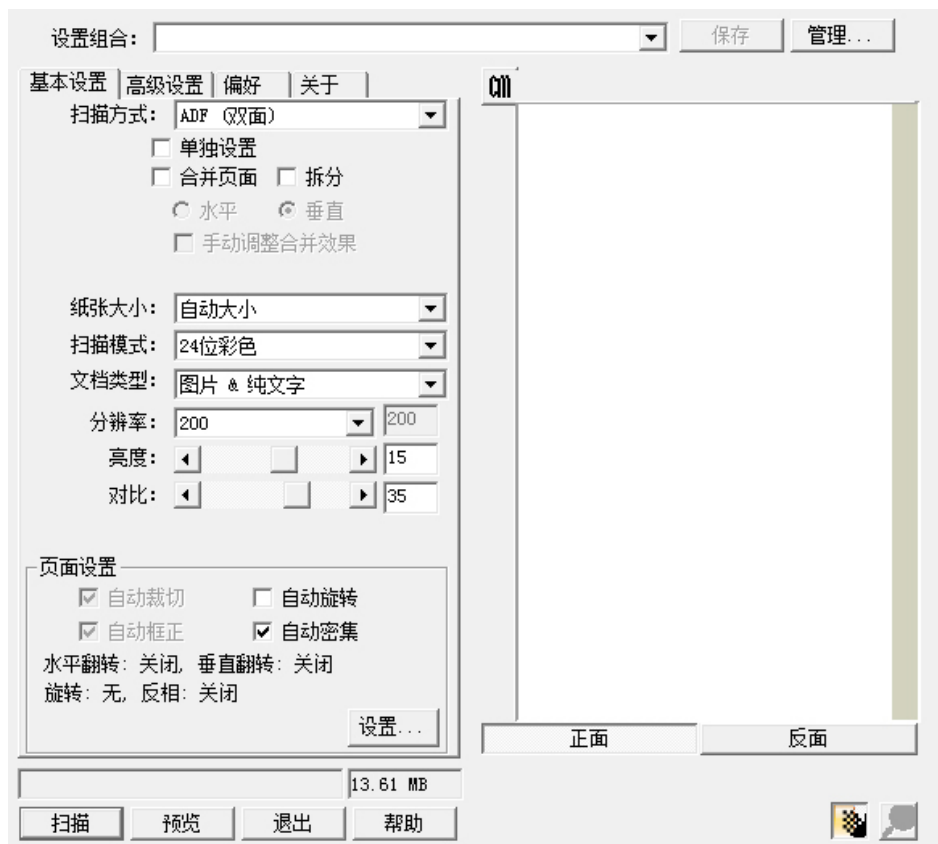 设置组合：
保存 管理...
基本设置 高级设置 偏好 关于
扫描方式： ADF (双面)
单独设置
合并页面 拆分
水平 垂直
手动调整合并效果
纸张大小： 自动大小
扫描模式： 24位彩色
文档类型： 图片 & 纯文字
分辨率： 200 200
亮度： 15
对比： 35
页面设置
自动裁切 自动旋转
自动框正 自动密集
水平翻转：关闭, 垂直翻转：关闭
旋转：无, 反相：关闭
设置...
13.61 MB
扫描 预览 退出 帮助
正面 反面